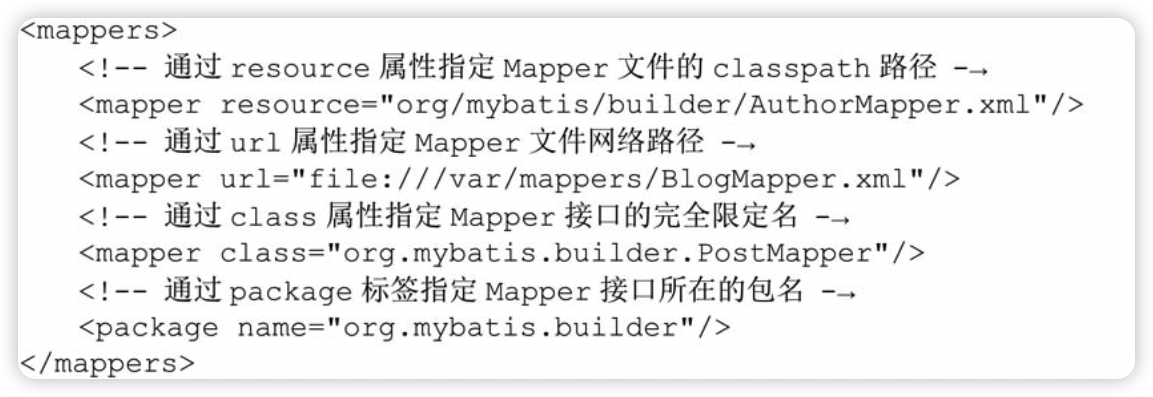 <mappers>
<!-- 通过 resource 属性指定 Mapper 文件的 classpath 路径 -→
<mapper resource="org/mybatis/builder/AuthorMapper.xml"/>
<!-- 通过 url 属性指定 Mapper 文件网络路径 -→
<mapper url="file:///var/mappers/BlogMapper.xml"/>
<!-- 通过 class 属性指定 Mapper 接口的完全限定名 -→
<mapper class="org.mybatis.builder.PostMapper"/>
<!-- 通过 package 标签指定 Mapper 接口所在的包名 -→
<package name="org.mybatis.builder"/>
</mappers>